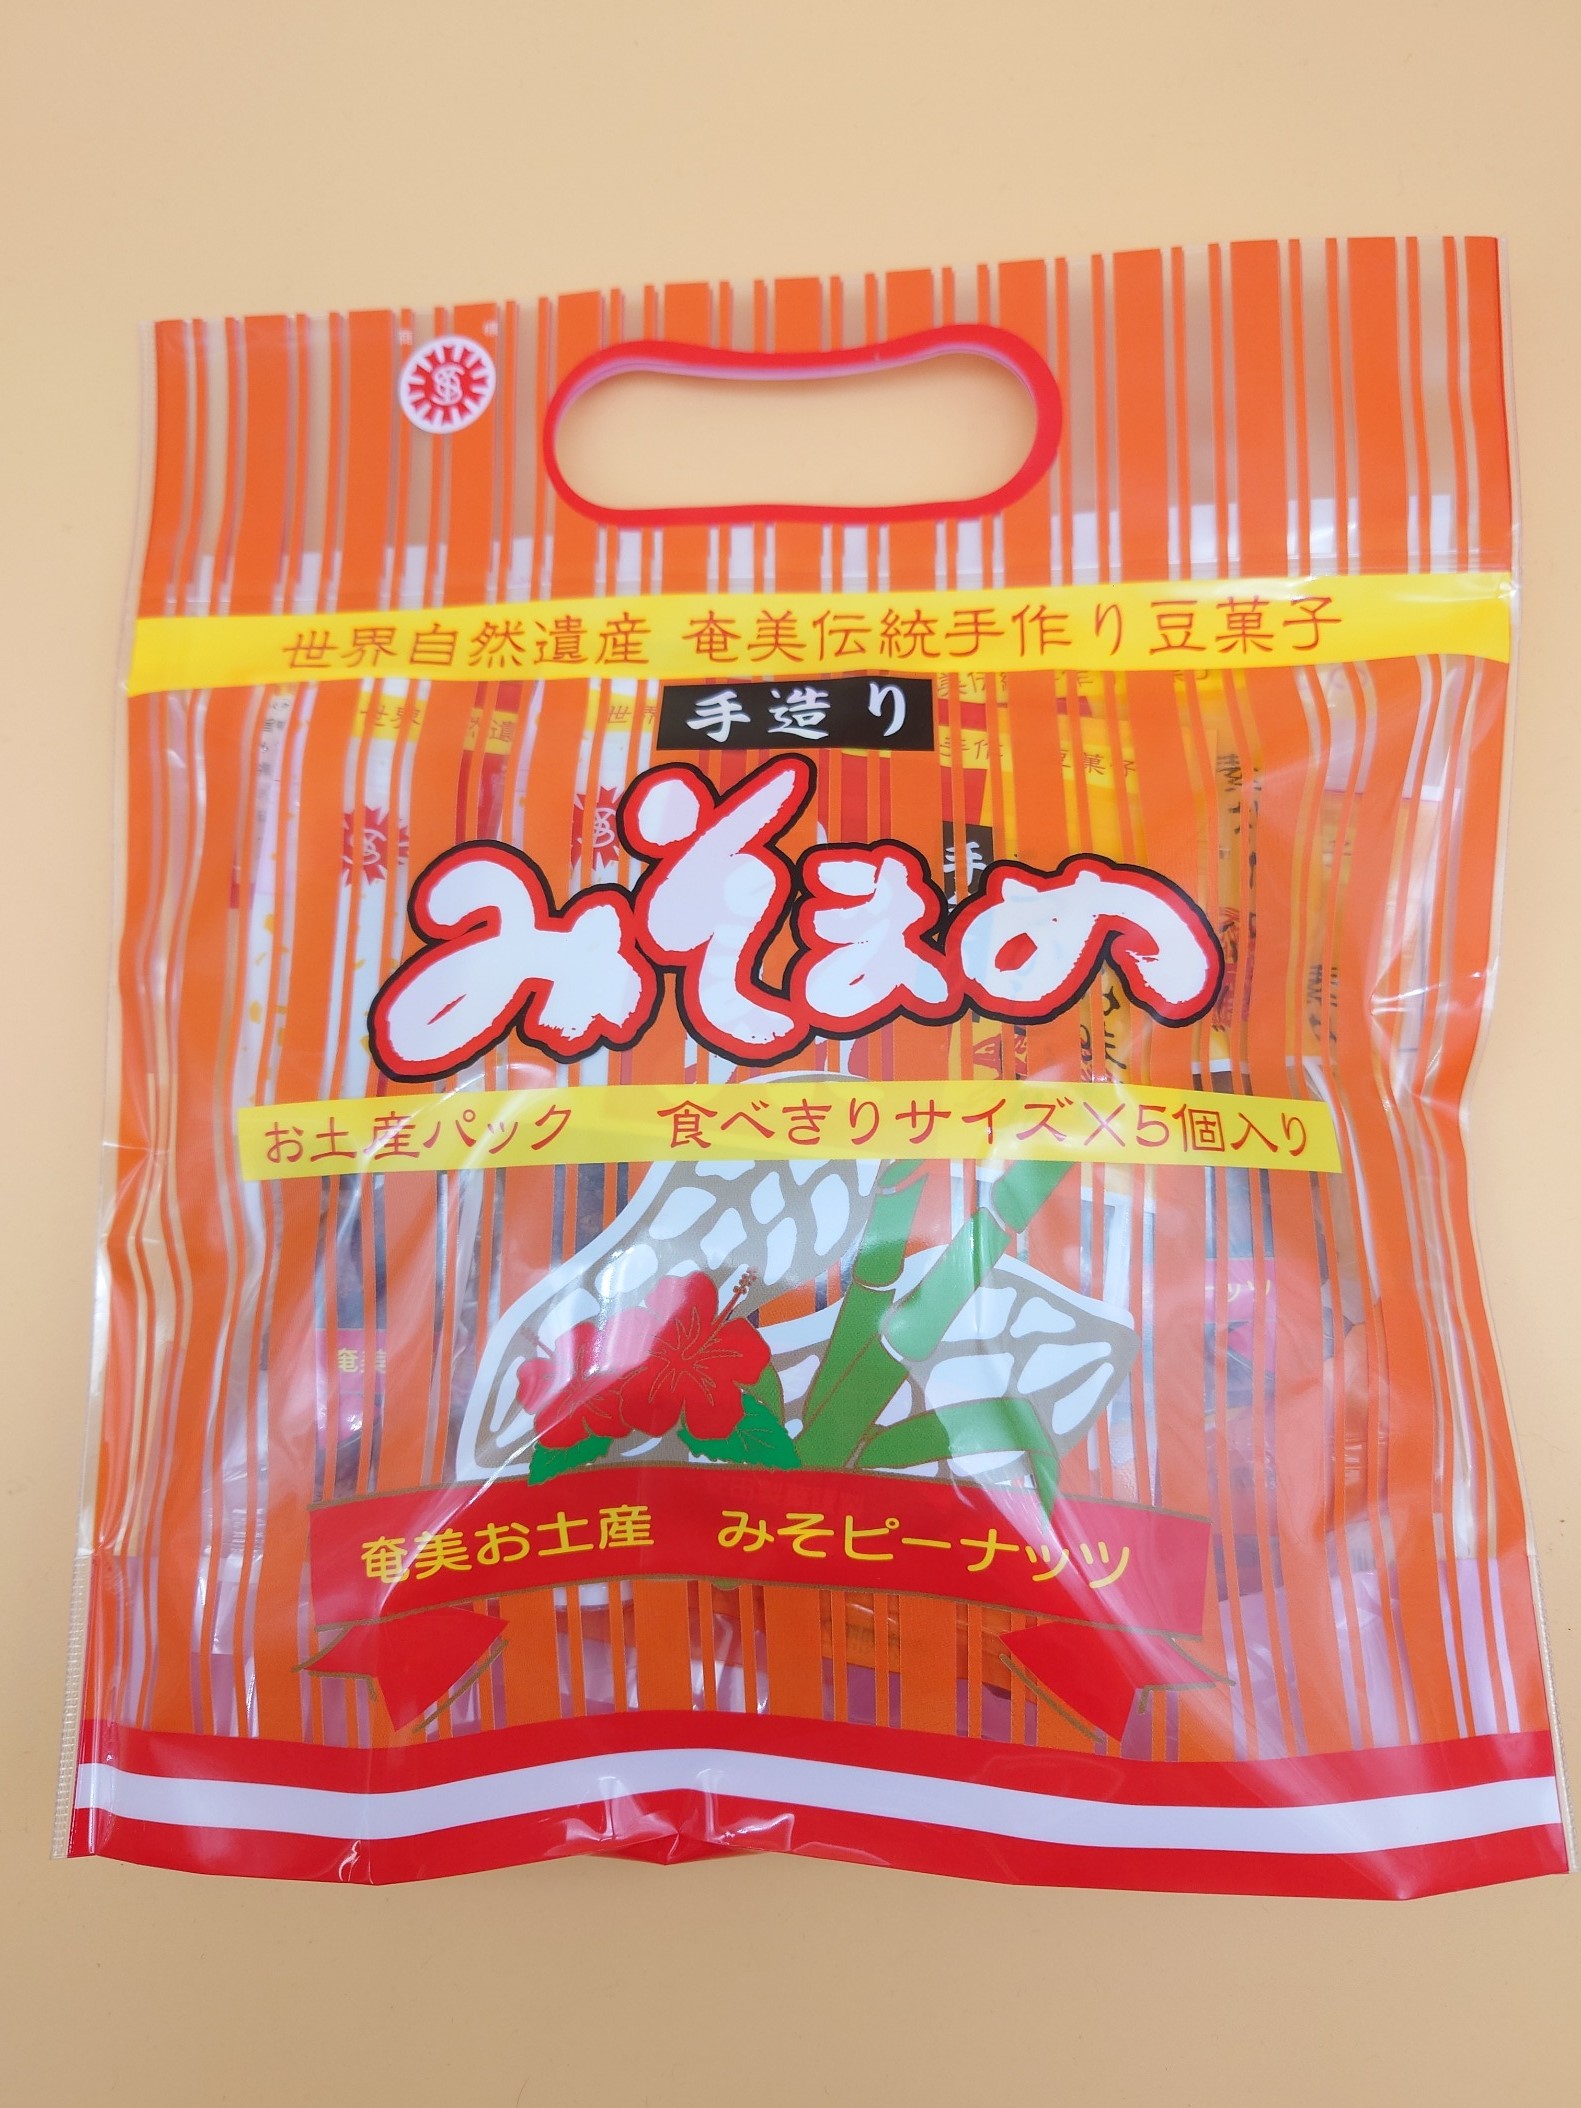 商 標
世界自然遺産 奄美伝統手作り豆菓子
手造り
みそまめ
お土産パック 食べきりサイズ×5個入り
奄美お土産 みそピーナッツ